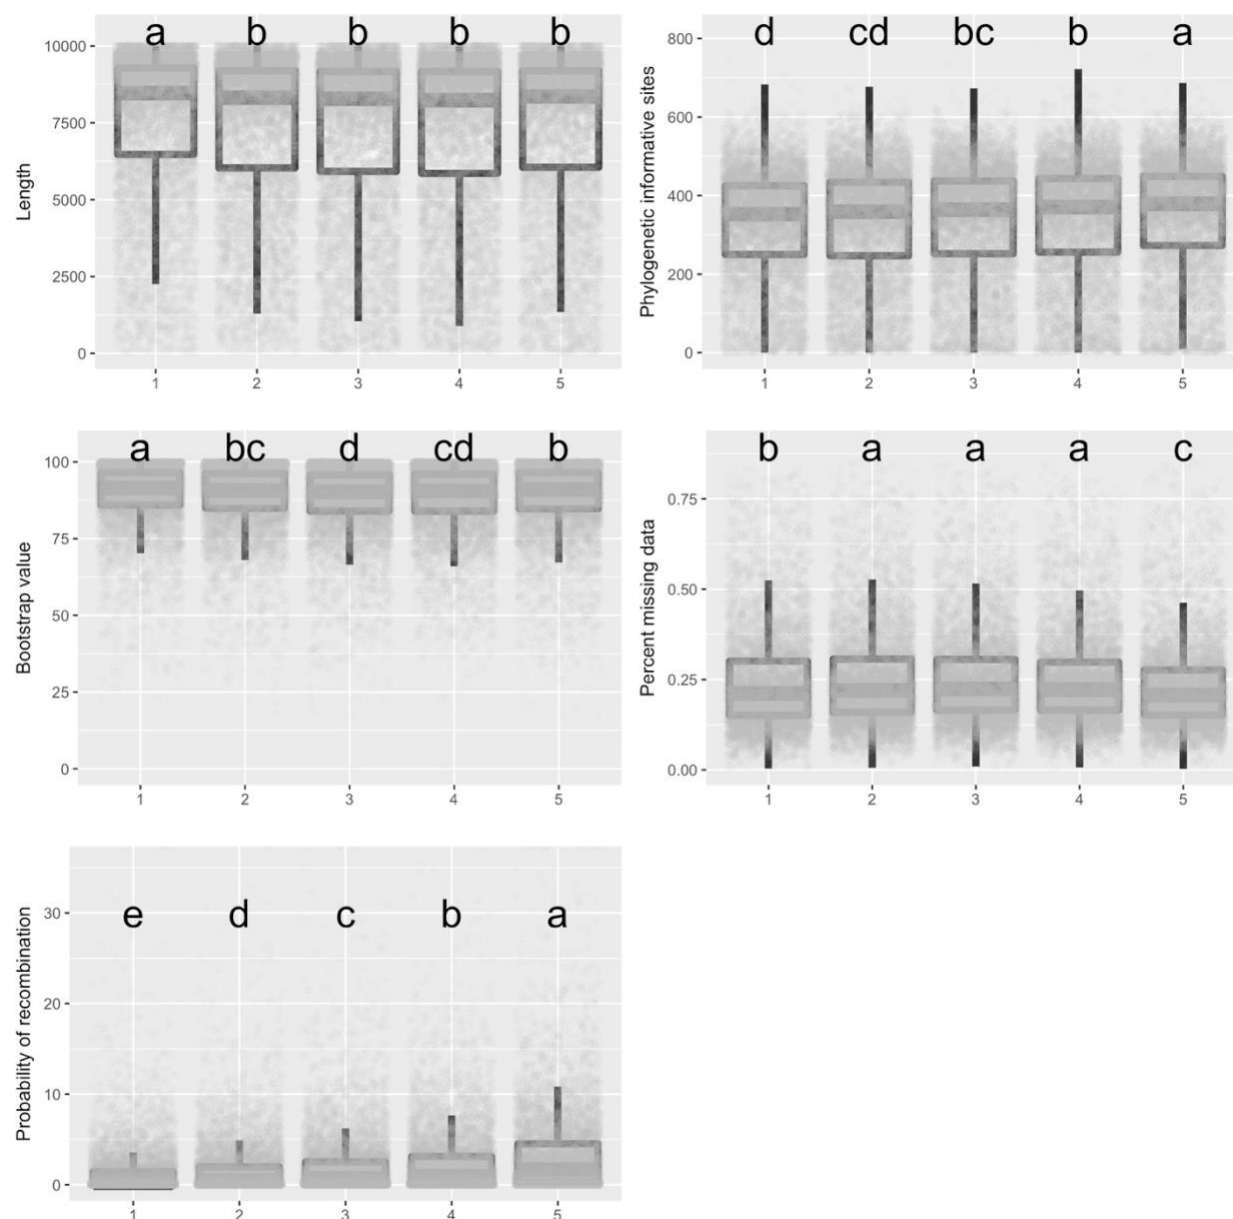 Length
a b b b b
10000
7500
5000
2500
0
1 2 3 4 5
Phylogenetic informative sites
d cd bc b a
800
600
400
200
0
1 2 3 4 5
Bootstrap value
a bc d cd b
100
75
50
25
0
1 2 3 4 5
Percent missing data
b a a a c
0.75
0.50
0.25
0.00
1 2 3 4 5
Probability of recombination
e d c b a
30
20
10
0
1 2 3 4 5